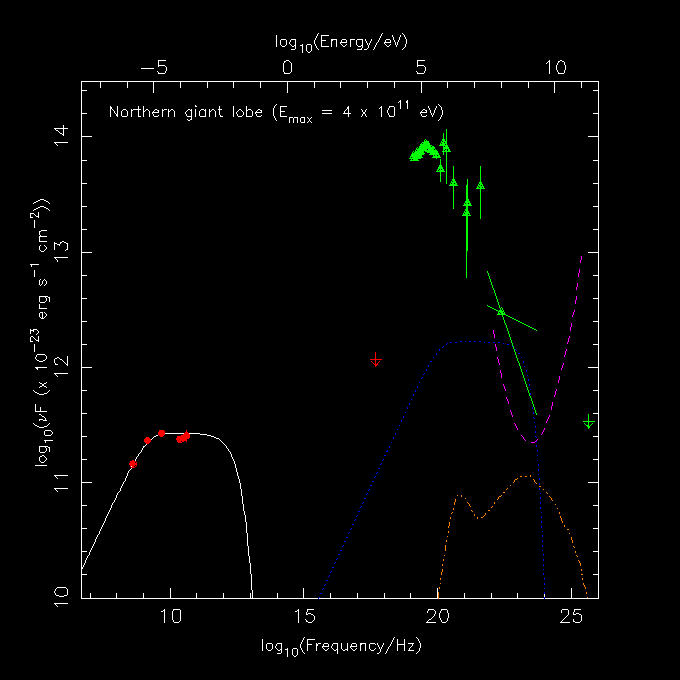 log10(Energy/eV)
−5 0 5 10
Northern giant lobe (Emax = 4 x 10^11 eV)
log10(νF (x 10^−23 erg s^−1 cm^−2))
14
13
12
11
10
10 15 20 25
log10(Frequency/Hz)